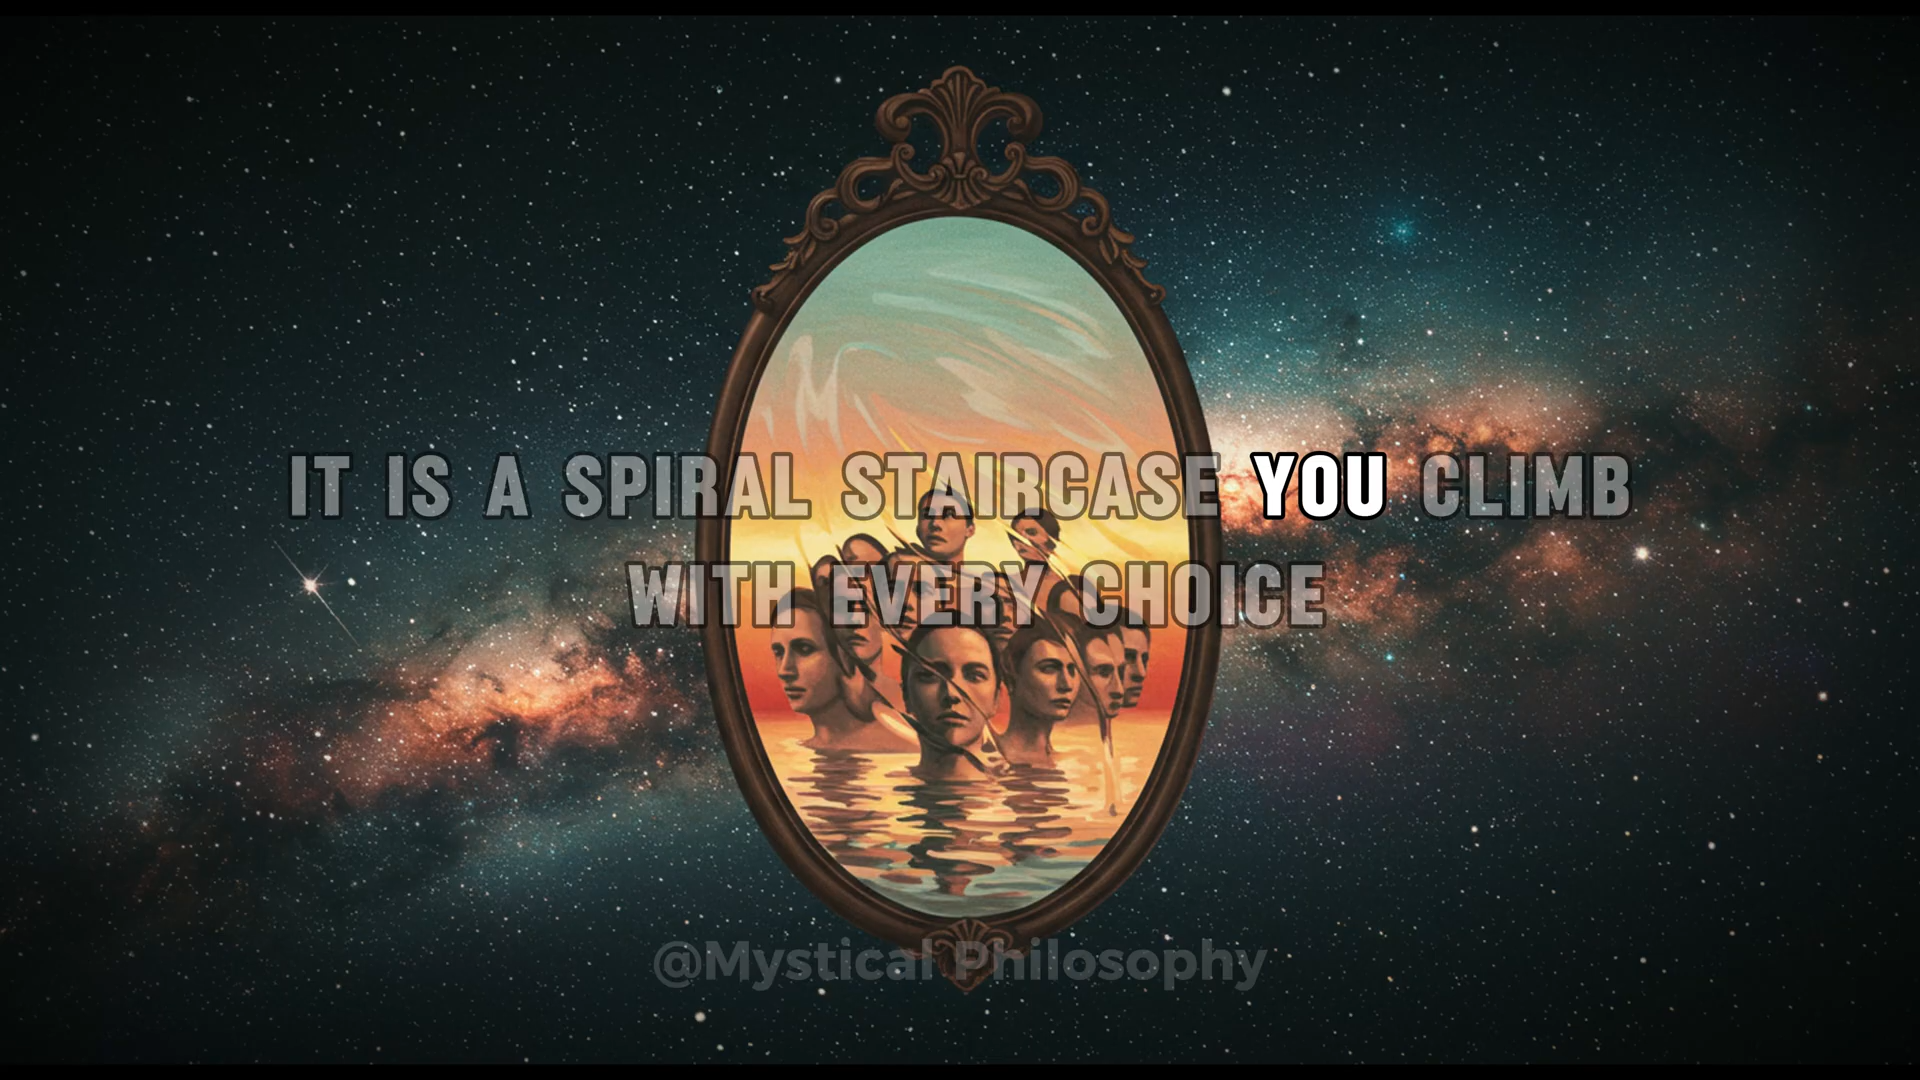 IT IS A SPIRAL STAIRCASE YOU CLIMB
WITH EVERY CHOICE
@Mystical Philosophy